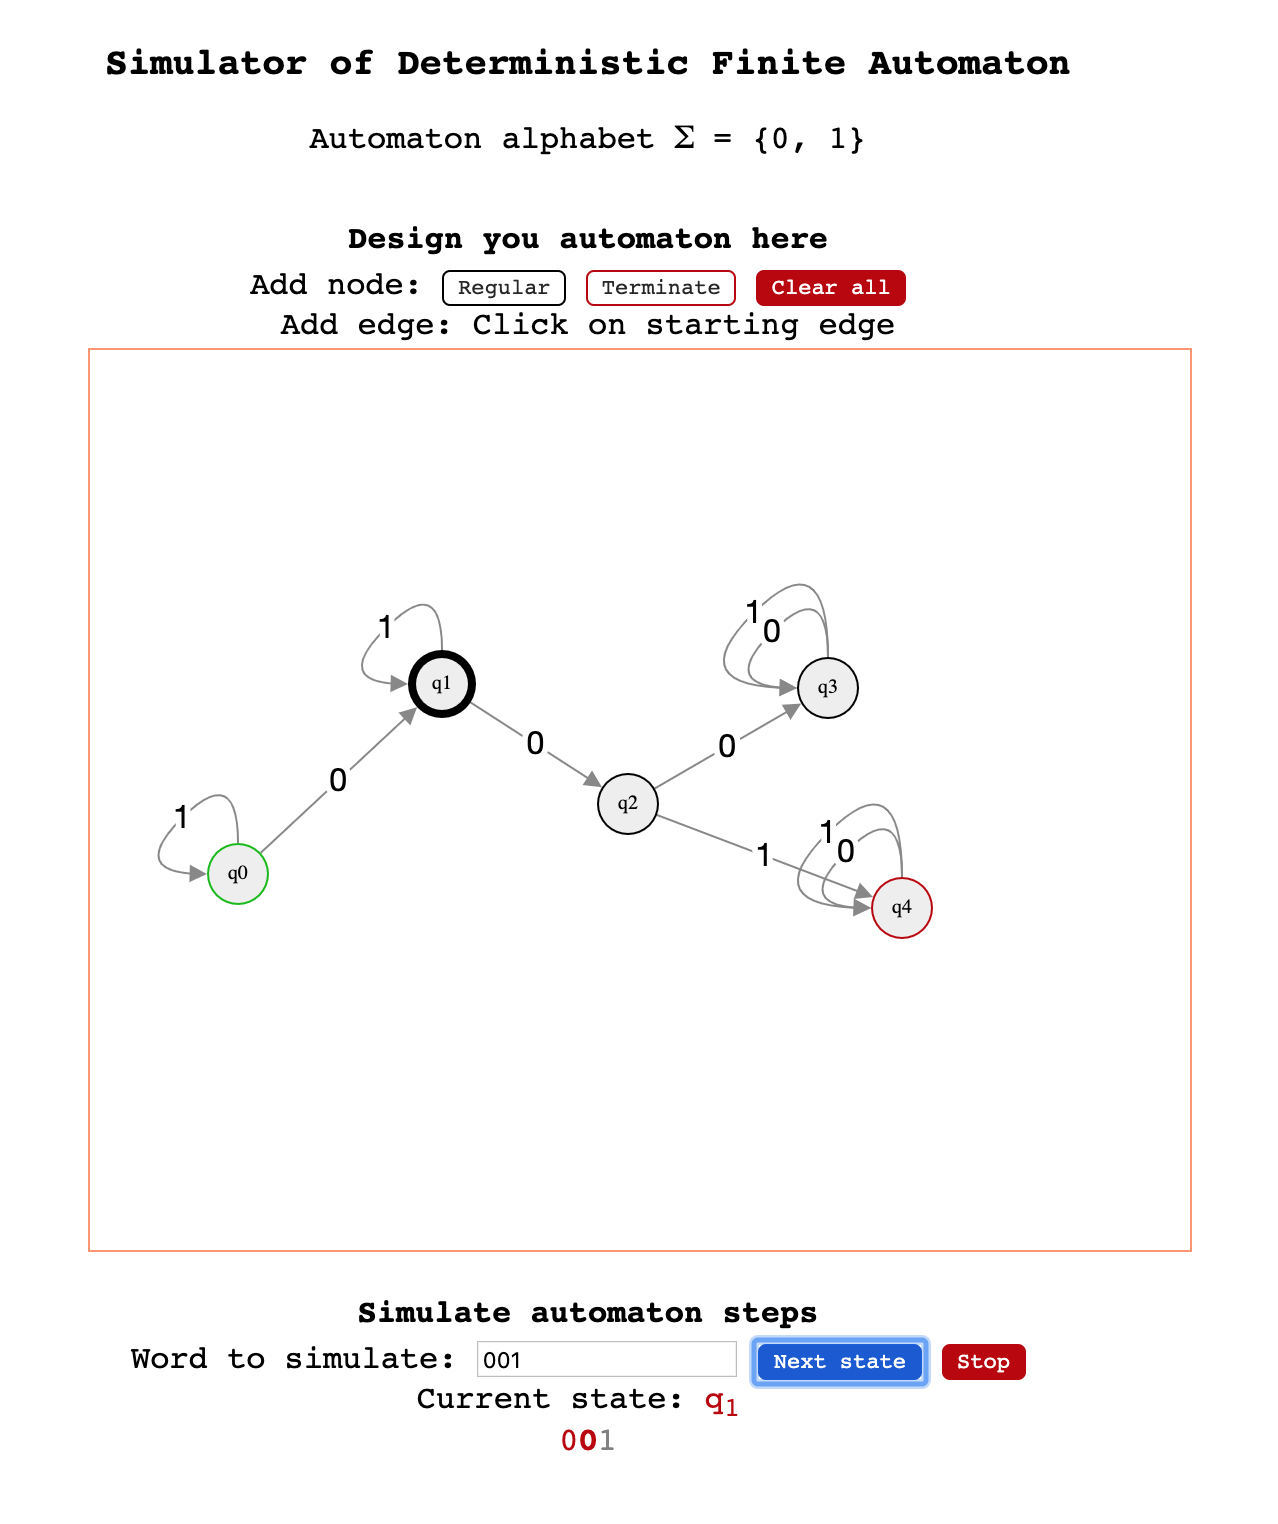 Simulator of Deterministic Finite Automaton
Automaton alphabet Σ = {0, 1}
Design you automaton here
Add node: Regular Terminate Clear all
Add edge: Click on starting edge
1
0
1
q1
q3
0
0
0
1
q2
1
0
1
q0
q4
Simulate automaton steps
Word to simulate: 001 Next state Stop
Current state: q₁
001